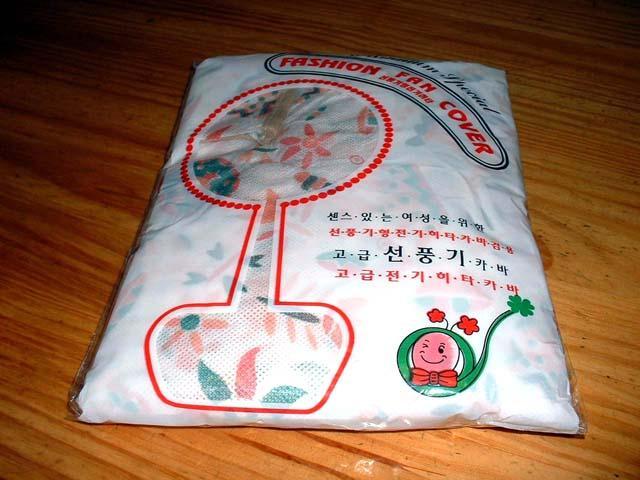 Special
FASHION FAN COVER
센스·있·는·여성·을·위·한
선·풍·기·형·전·기·히·타·카·바·겸·용
고·급·선·풍·기·카·바
고·급·전·기·히·타·카·바